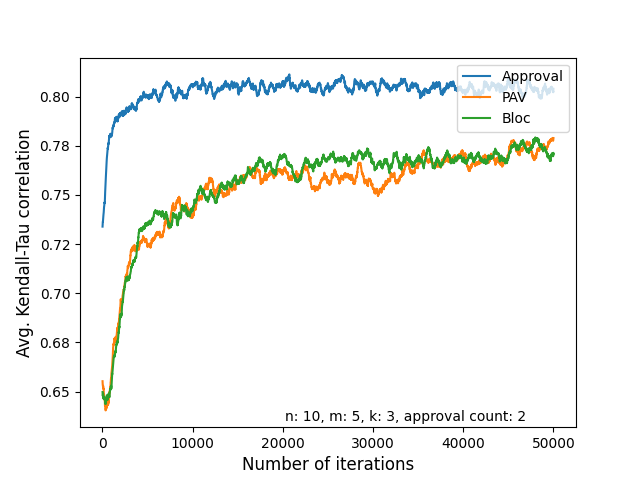 Avg. Kendall-Tau correlation
0.80
0.78
0.75
0.72
0.70
0.68
0.65
Approval
PAV
Bloc
n: 10, m: 5, k: 3, approval count: 2
0 10000 20000 30000 40000 50000
Number of iterations